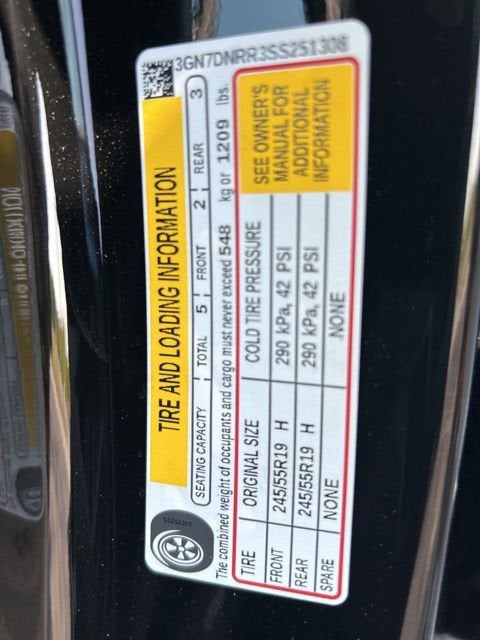 3GN7DNRR3SS251308
TIRE AND LOADING INFORMATION
SEATING CAPACITY TOTAL 5 FRONT 2 REAR 3
The combined weight of occupants and cargo must never exceed 548 kg or 1209 lbs.
TIRE ORIGINAL SIZE COLD TIRE PRESSURE
FRONT 245/55R19 H 290 kPa, 42 PSI
REAR 245/55R19 H 290 kPa, 42 PSI
SPARE NONE NONE
SEE OWNER'S
MANUAL FOR
ADDITIONAL
INFORMATION